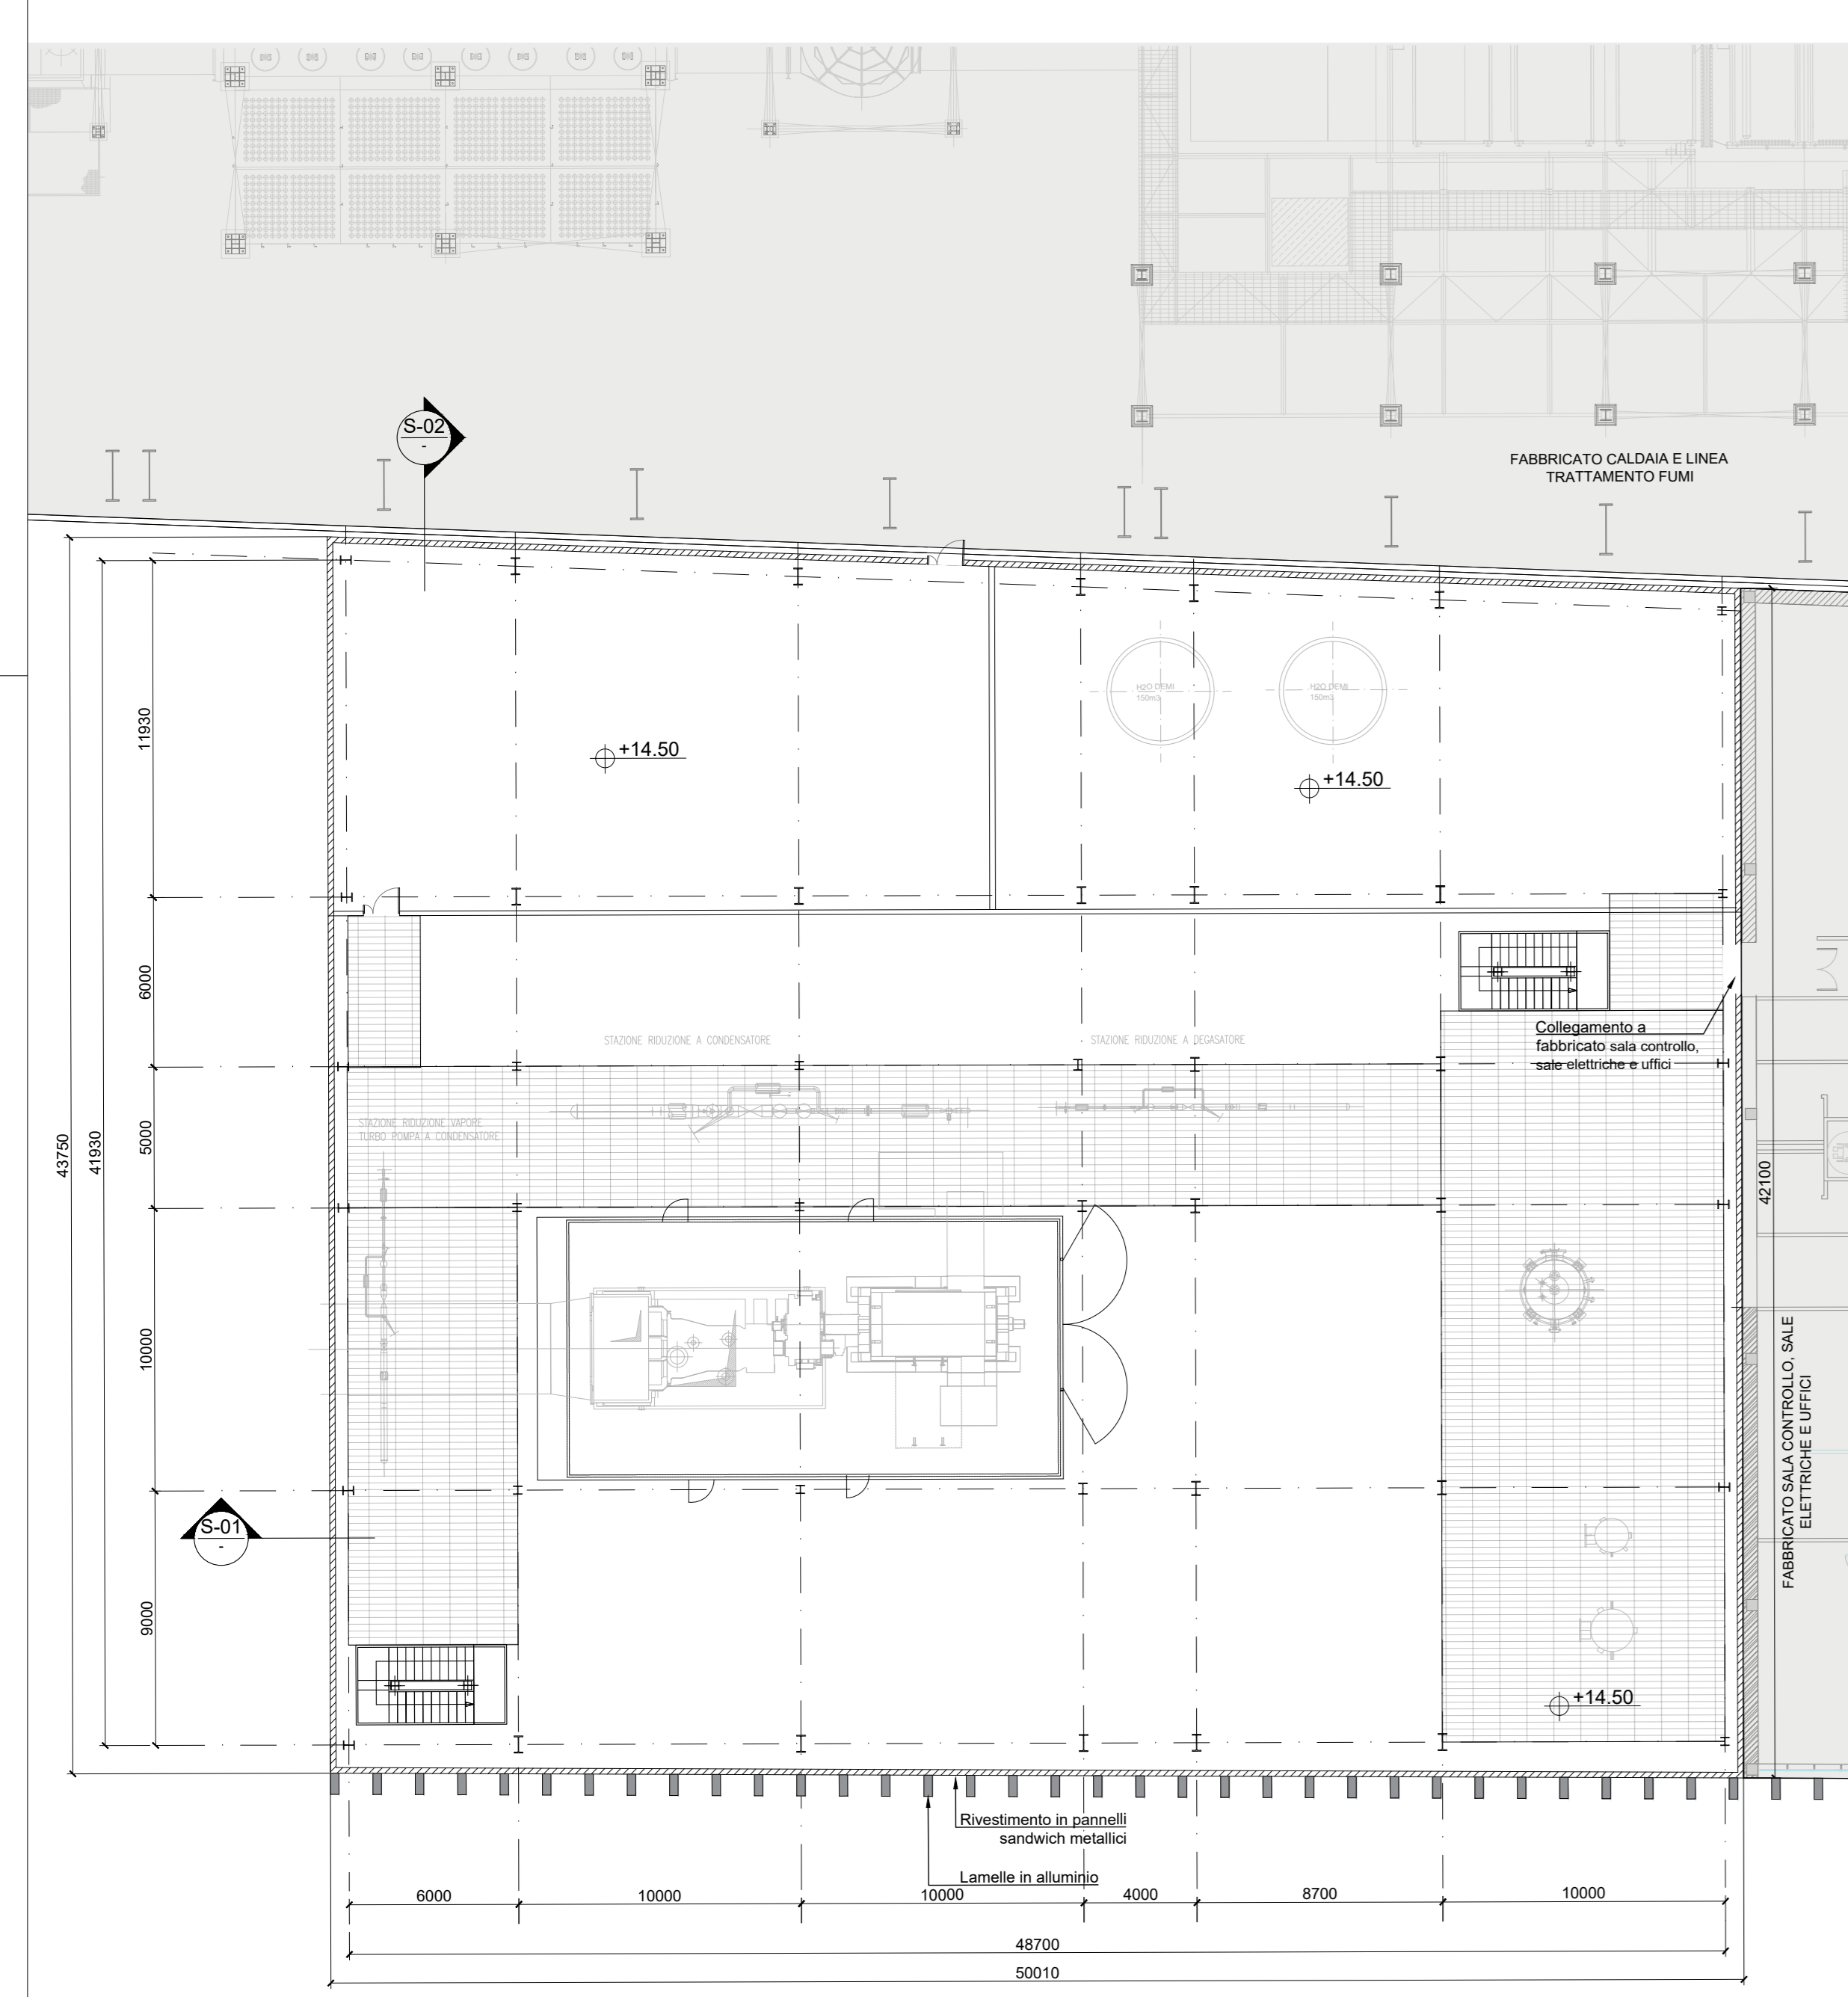 S-02
-
FABBRICATO CALDAIA E LINEA
TRATTAMENTO FUMI
H2O DEMI
150m3
H2O DEMI
150m3
11930
+14.50
+14.50
6000
Collegamento a
fabbricato sala controllo,
sale elettriche e uffici
STAZIONE RIDUZIONE A CONDENSATORE
STAZIONE RIDUZIONE A DEGASATORE
STAZIONE RIDUZIONE VAPORE
TURBO POMPA A CONDENSATORE
43750
41930
5000
42100
10000
FABBRICATO SALA CONTROLLO, SALE
ELETTRICHE E UFFICI
S-01
-
9000
+14.50
Rivestimento in pannelli
sandwich metallici
Lamelle in alluminio
6000
10000
10000
4000
8700
10000
48700
50010